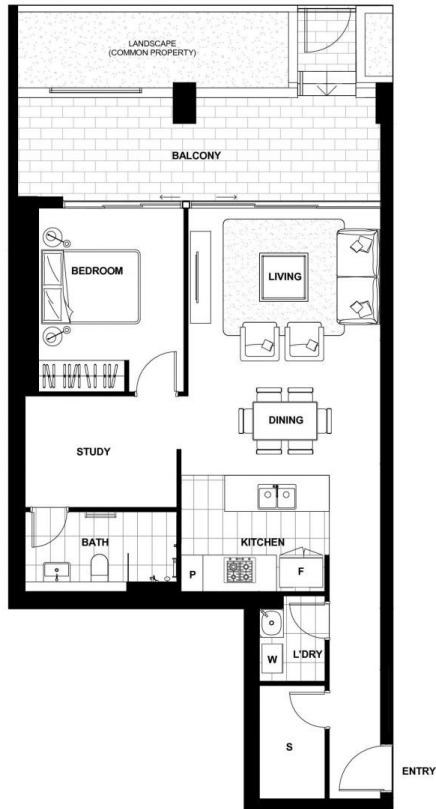 LANDSCAPE
(COMMON PROPERTY)
BALCONY
BEDROOM
LIVING
DINING
STUDY
KITCHEN
BATH
P
F
L'DRY
W
S
ENTRY